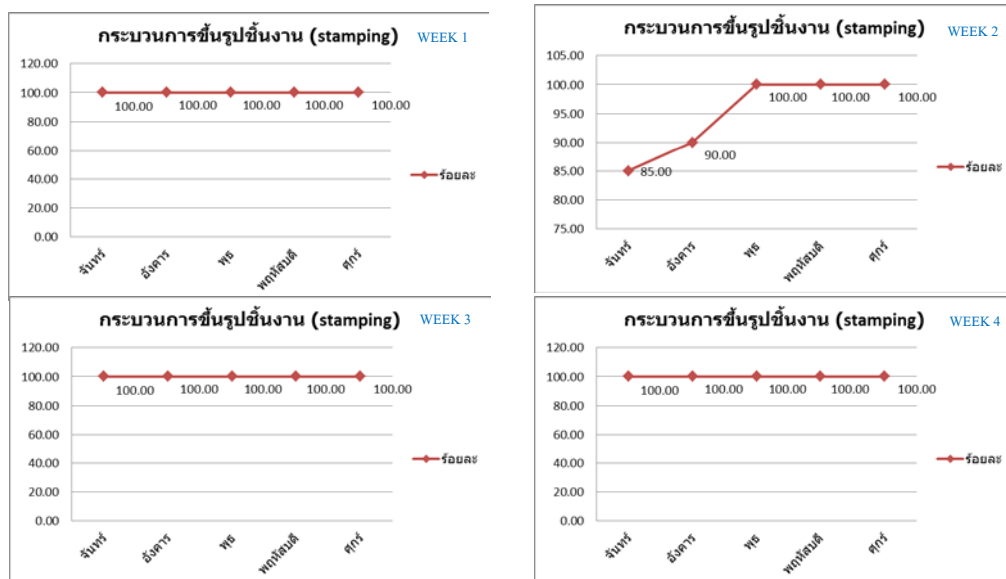 กระบวนการขึ้นรูปชิ้นงาน (stamping) WEEK 1
120.00
100.00
80.00
60.00
40.00
20.00
0.00
100.00 100.00 100.00 100.00 100.00
ร้อยละ
จันทร์ อังคาร พุธ พฤหัสบดี ศุกร์
กระบวนการขึ้นรูปชิ้นงาน (stamping) WEEK 2
105.00
100.00
95.00
90.00
85.00
80.00
75.00
85.00 90.00 100.00 100.00 100.00
ร้อยละ
จันทร์ อังคาร พุธ พฤหัสบดี ศุกร์
กระบวนการขึ้นรูปชิ้นงาน (stamping) WEEK 3
120.00
100.00
80.00
60.00
40.00
20.00
0.00
100.00 100.00 100.00 100.00 100.00
ร้อยละ
จันทร์ อังคาร พุธ พฤหัสบดี ศุกร์
กระบวนการขึ้นรูปชิ้นงาน (stamping) WEEK 4
120.00
100.00
80.00
60.00
40.00
20.00
0.00
100.00 100.00 100.00 100.00 100.00
ร้อยละ
จันทร์ อังคาร พุธ พฤหัสบดี ศุกร์